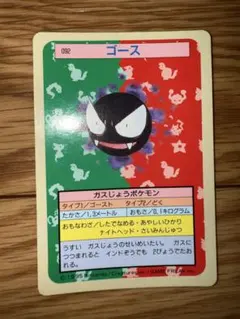 092
ゴース
ガスじょうポケモン
タイプ1/ゴースト タイプ2/どく
たかさ/1.3メートル おもさ/0.1キログラム
おもなわざ/したでなめる・あやしいひかり
ナイトヘッド・さいみんじゅつ
うすい ガスじょうのせいめいたい。ガスに
つつまれると インドぞうも 2びょうでたお
れる。